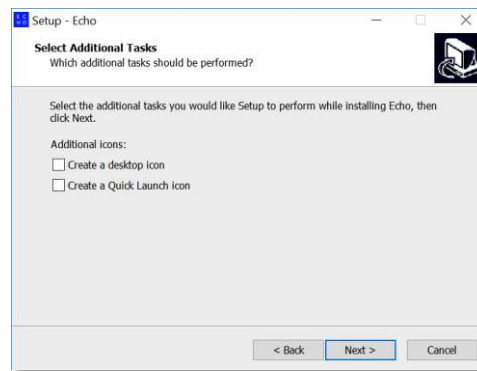 Setup - Echo
Select Additional Tasks
Which additional tasks should be performed?
Select the additional tasks you would like Setup to perform while installing Echo, then
click Next.
Additional icons:
Create a desktop icon
Create a Quick Launch icon
< Back Next > Cancel